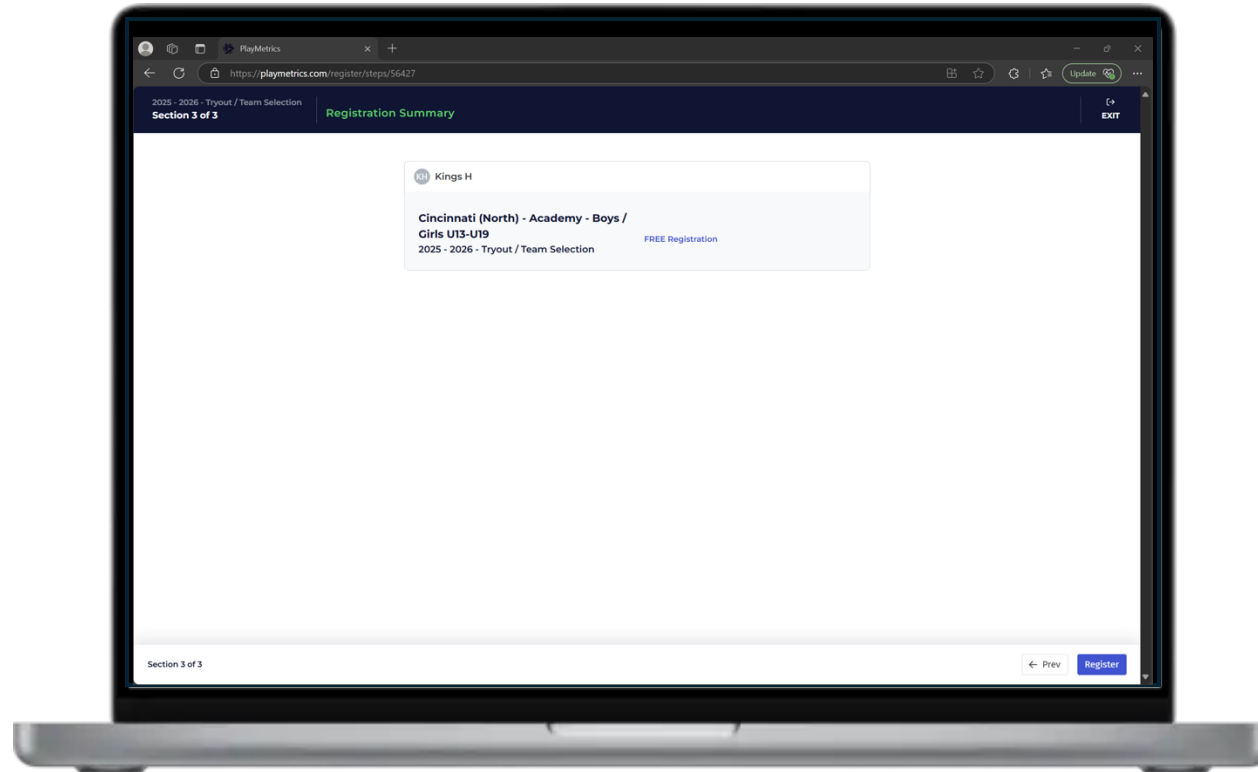 PlayMetrics
https://playmetrics.com/register/steps/56427
Update
2025 - 2026 - Tryout / Team Selection
Section 3 of 3
Registration Summary
EXIT
KH Kings H
Cincinnati (North) - Academy - Boys /
Girls U13-U19
2025 - 2026 - Tryout / Team Selection
FREE Registration
Section 3 of 3
Prev
Register